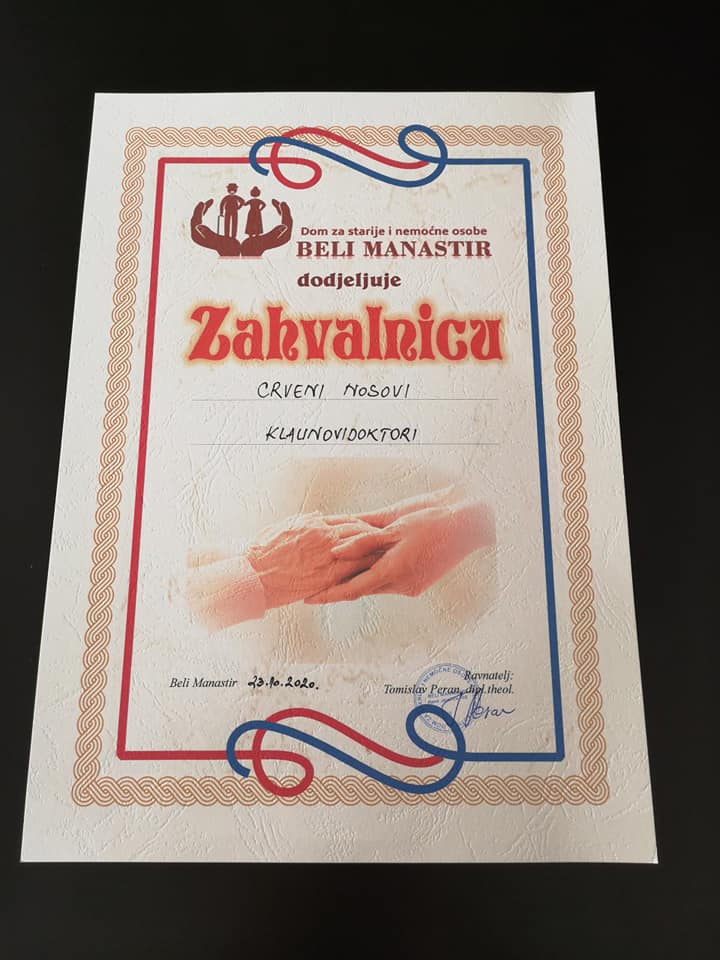 Dom za starije i nemoćne osobe
BELI MANASTIR
dodjeljuje
Zahvalnicu
CRVENI NOSOVI
KLAUNOVIDOKTORI
Beli Manastir 23.10.2020.
Ravnatelj:
Tomislav Peran, dipl.theol.